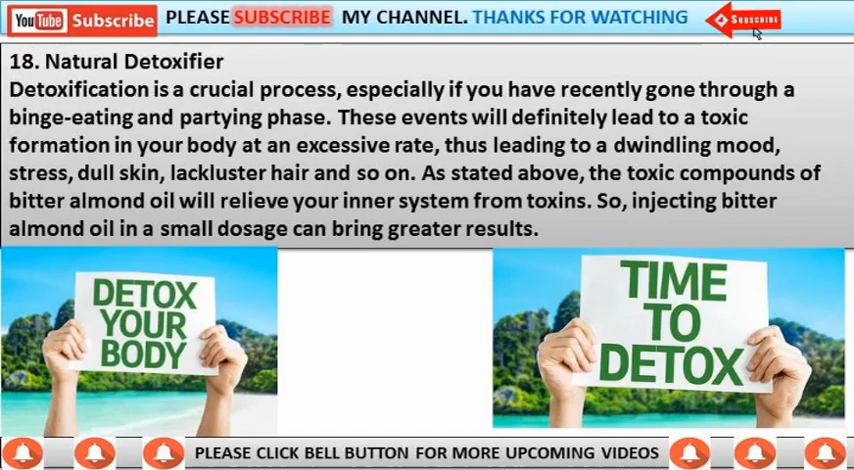 YouTube Subscribe PLEASE SUBSCRIBE MY CHANNEL. THANKS FOR WATCHING SUBSCRIBE
18. Natural Detoxifier
Detoxification is a crucial process, especially if you have recently gone through a
binge-eating and partying phase. These events will definitely lead to a toxic
formation in your body at an excessive rate, thus leading to a dwindling mood,
stress, dull skin, lackluster hair and so on. As stated above, the toxic compounds of
bitter almond oil will relieve your inner system from toxins. So, injecting bitter
almond oil in a small dosage can bring greater results.
DETOX
YOUR
BODY
TIME
TO
DETOX
PLEASE CLICK BELL BUTTON FOR MORE UPCOMING VIDEOS